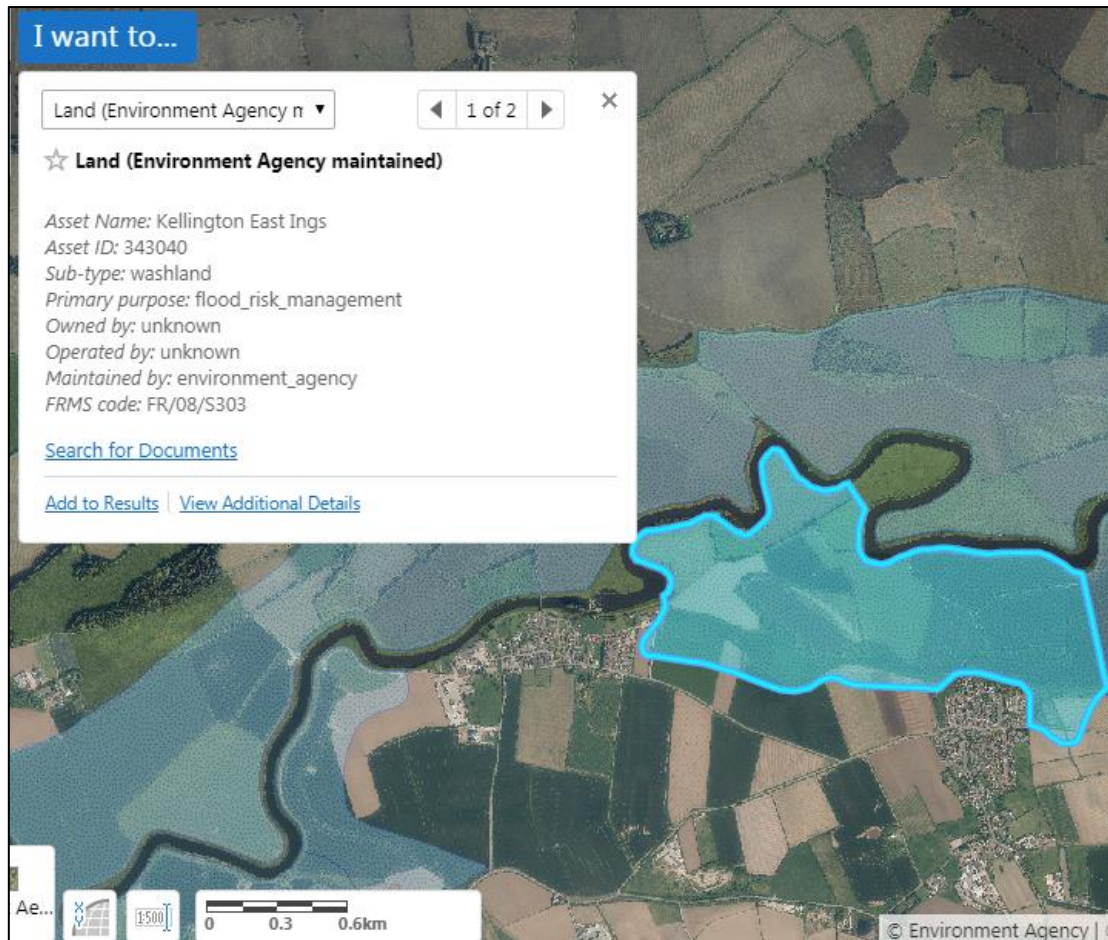 I want to...
Land (Environment Agency m
1 of 2
Land (Environment Agency maintained)
Asset Name: Kellington East Ings
Asset ID: 343040
Sub-type: washland
Primary purpose: flood_risk_management
Owned by: unknown
Operated by: unknown
Maintained by: environment_agency
FRMS code: FR/08/S303
Search for Documents
Add to Results | View Additional Details
Ae...
X
Y
1:500
0 0.3 0.6km
© Environment Agency |